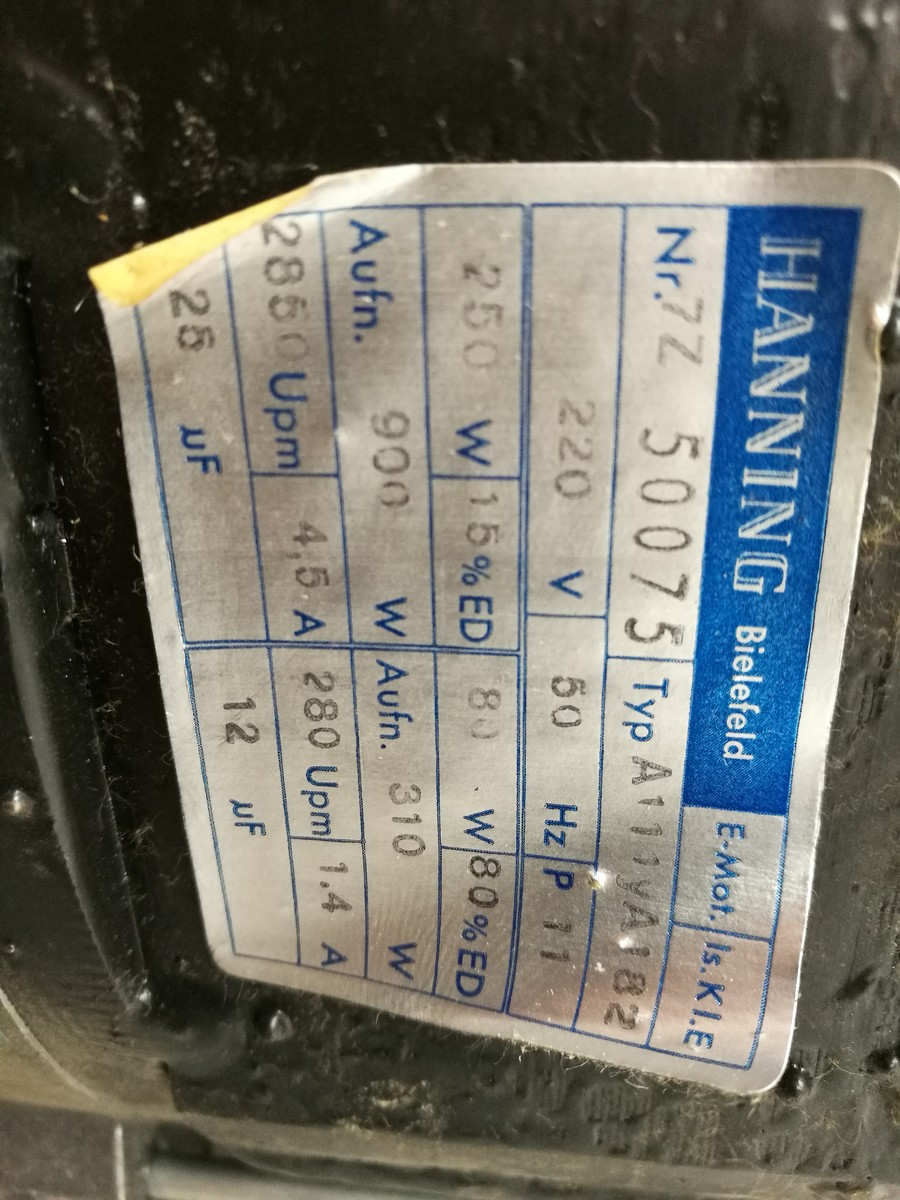 HANNING Bielefeld E-Mot. Is.Kl.E
Nr. 7Z 50075 Typ A11yA182
220 V 50 Hz P 11
250 W 15%ED 80 W 80%ED
Aufn. 900 W Aufn. 310 W
2850 Upm 4,5 A 280 Upm 1.4 A
25 µF 12 µF